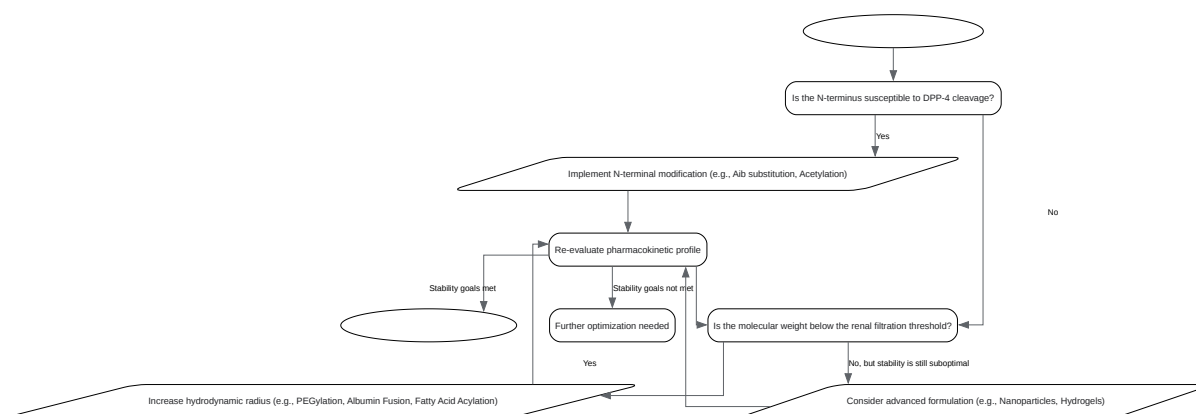 Is the N-terminus susceptible to DPP-4 cleavage?
Yes
Implement N-terminal modification (e.g., Aib substitution, Acetylation)
No
Re-evaluate pharmacokinetic profile
Stability goals met
Stability goals not met
Further optimization needed
Is the molecular weight below the renal filtration threshold?
Yes
No, but stability is still suboptimal
Increase hydrodynamic radius (e.g., PEGylation, Albumin Fusion, Fatty Acid Acylation)
Consider advanced formulation (e.g., Nanoparticles, Hydrogels)